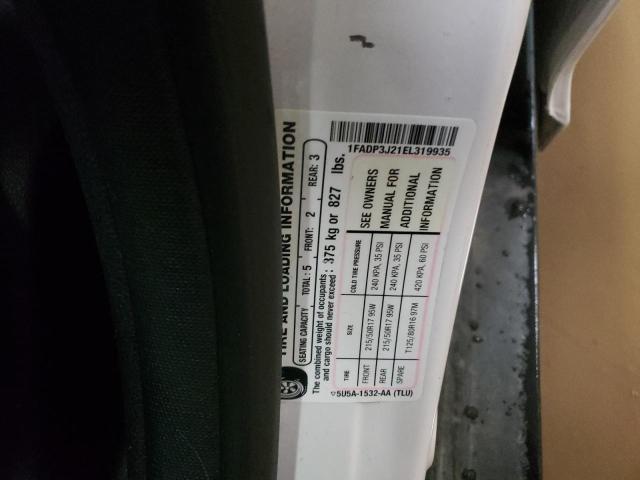 TIRE AND LOADING INFORMATION
SEATING CAPACITY TOTAL: 5 FRONT: 2 REAR: 3
The combined weight of occupants and cargo should never exceed: 375 kg or 827 lbs.
TIRE SIZE COLD TIRE PRESSURE
FRONT 215/50R17 95W 240 KPA, 35 PSI
REAR 215/50R17 95W 240 KPA, 35 PSI
SPARE T125/80R16 97M 420 KPA, 60 PSI
SEE OWNERS
MANUAL FOR
ADDITIONAL
INFORMATION
5U5A-1532-AA (TLU)
1FADP3J21EL319935